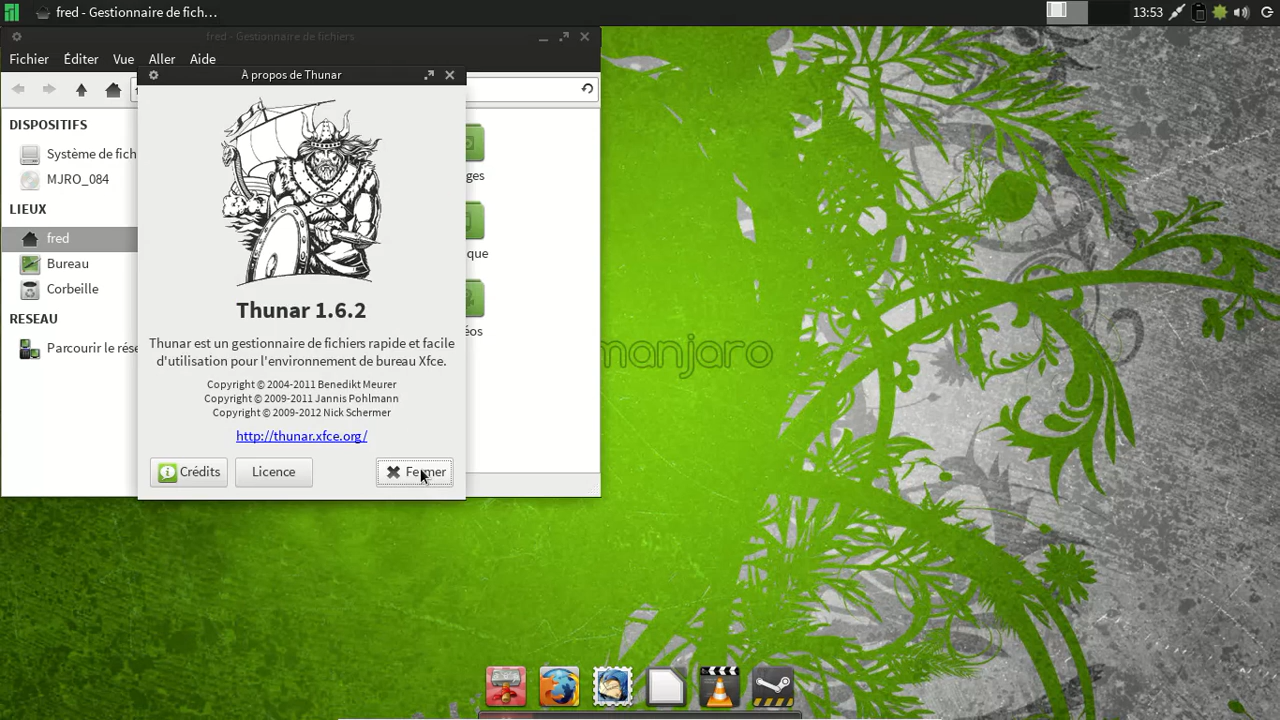 fred - Gestionnaire de fich...
13:53
fred - Gestionnaire de fichiers
Fichier Éditer Vue Aller Aide
À propos de Thunar
DISPOSITIFS
Système de fich
MJRO_084
LIEUX
fred
Bureau
Corbeille
RESEAU
Parcourir le rése
ges
que
éos
Thunar 1.6.2
Thunar est un gestionnaire de fichiers rapide et facile
d'utilisation pour l'environnement de bureau Xfce.
Copyright © 2004-2011 Benedikt Meurer
Copyright © 2009-2011 Jannis Pohlmann
Copyright © 2009-2012 Nick Schermer
http://thunar.xfce.org/
Crédits Licence Fermer
manjaro